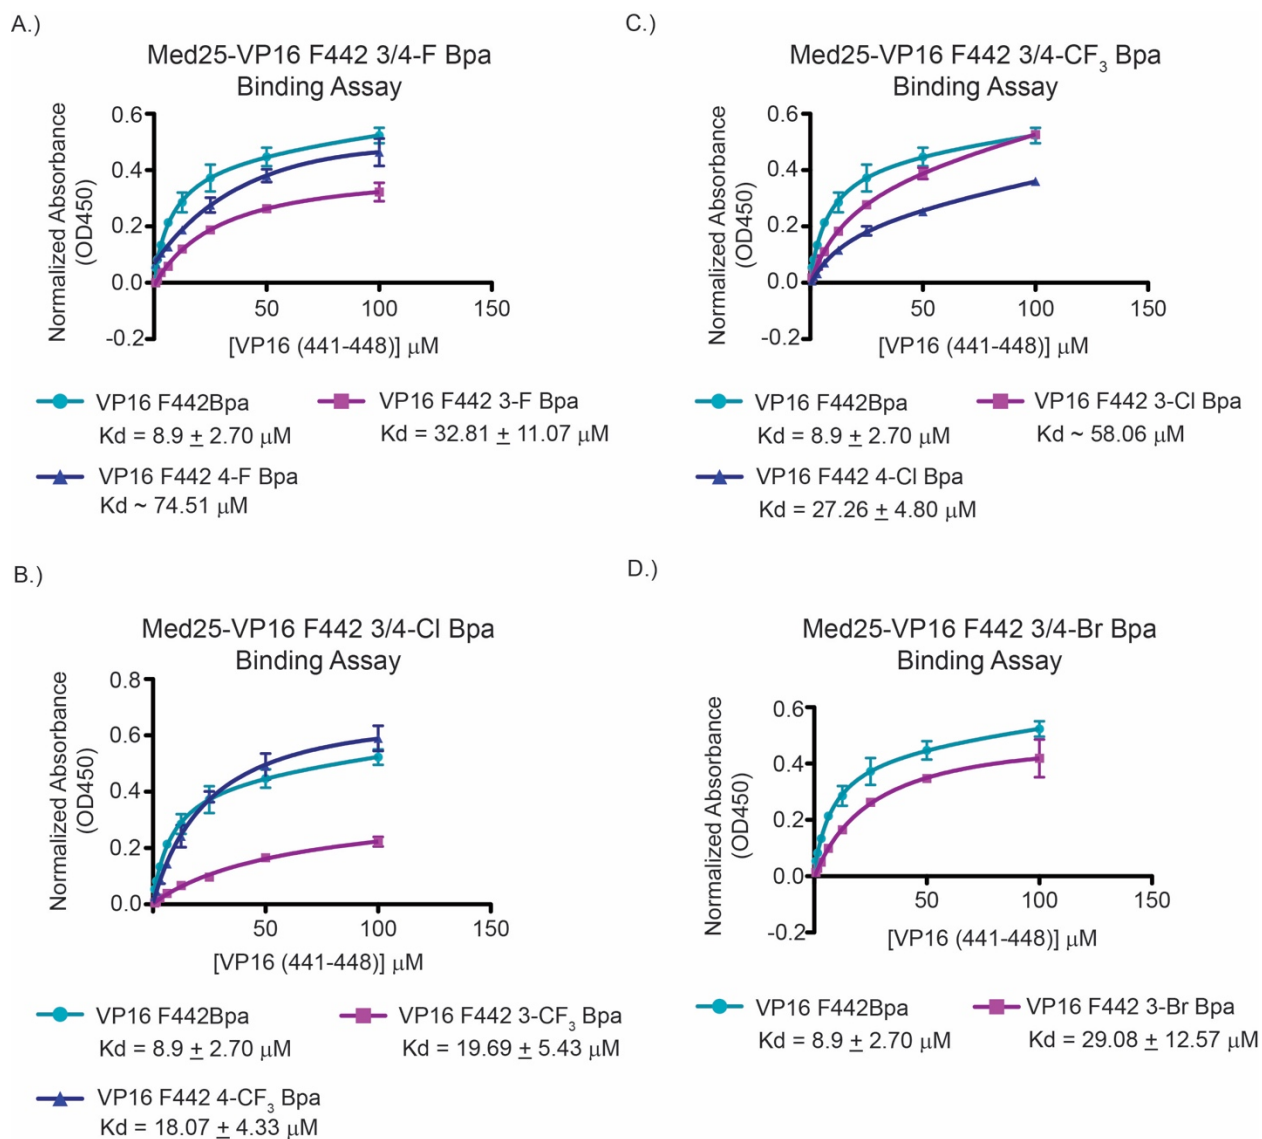 A.)
Med25-VP16 F442 3/4-F Bpa
Binding Assay
Normalized Absorbance
(OD450)
0.6
0.4
0.2
0.0
-0.2
50
100
150
[VP16 (441-448)] μM
VP16 F442Bpa
Kd = 8.9 ± 2.70 μM
VP16 F442 3-F Bpa
Kd = 32.81 ± 11.07 μM
VP16 F442 4-F Bpa
Kd ~ 74.51 μM
C.)
Med25-VP16 F442 3/4-CF₃ Bpa
Binding Assay
Normalized Absorbance
(OD450)
0.6
0.4
0.2
0.0
-0.2
50
100
150
[VP16 (441-448)] μM
VP16 F442Bpa
Kd = 8.9 ± 2.70 μM
VP16 F442 3-Cl Bpa
Kd ~ 58.06 μM
VP16 F442 4-Cl Bpa
Kd = 27.26 ± 4.80 μM
B.)
Med25-VP16 F442 3/4-Cl Bpa
Binding Assay
Normalized Absorbance
(OD450)
0.8
0.6
0.4
0.2
0.0
50
100
150
[VP16 (441-448)] μM
VP16 F442Bpa
Kd = 8.9 ± 2.70 μM
VP16 F442 3-CF₃ Bpa
Kd = 19.69 ± 5.43 μM
VP16 F442 4-CF₃ Bpa
Kd = 18.07 ± 4.33 μM
D.)
Med25-VP16 F442 3/4-Br Bpa
Binding Assay
Normalized Absorbance
(OD450)
0.6
0.4
0.2
0.0
-0.2
50
100
150
[VP16 (441-448)] μM
VP16 F442Bpa
Kd = 8.9 ± 2.70 μM
VP16 F442 3-Br Bpa
Kd = 29.08 ± 12.57 μM